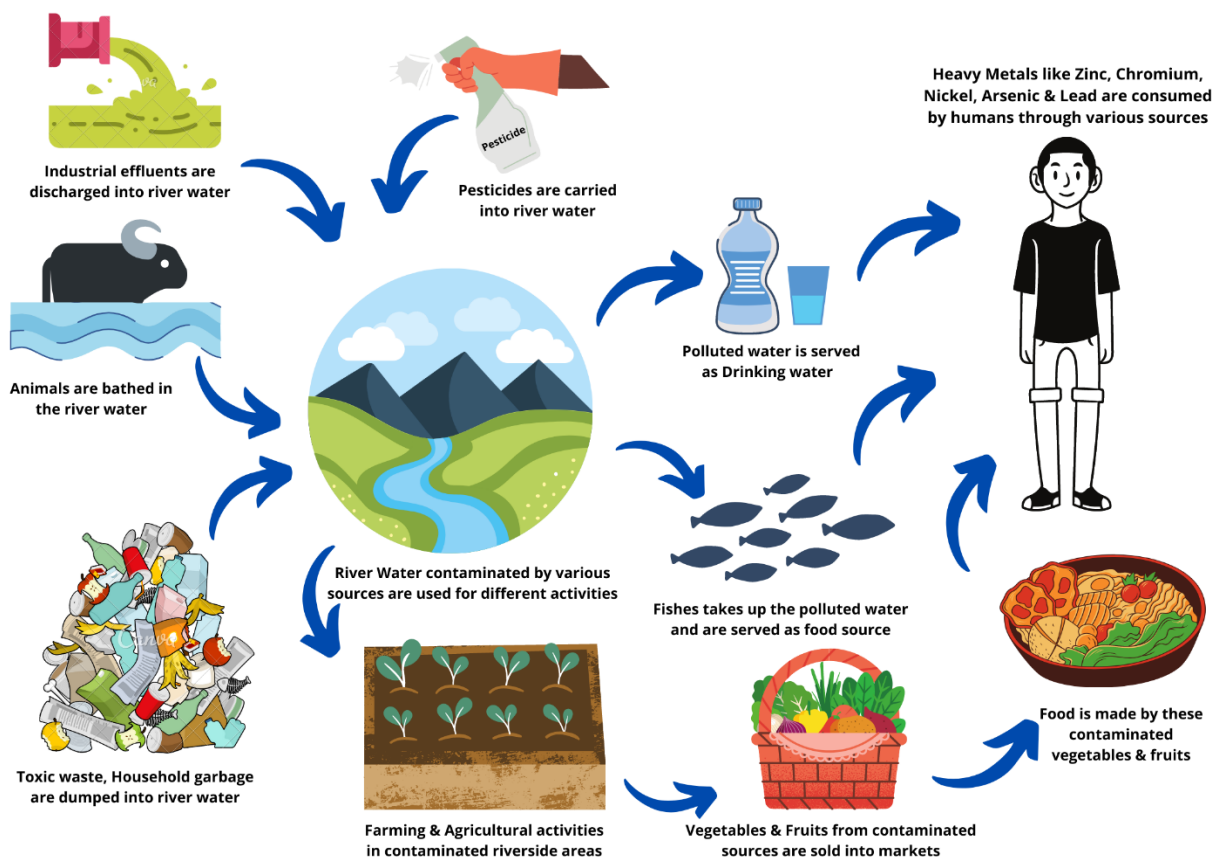 Industrial effluents are
discharged into river water
Pesticide
Pesticides are carried
into river water
Heavy Metals like Zinc, Chromium,
Nickel, Arsenic & Lead are consumed
by humans through various sources
Animals are bathed in
the river water
Polluted water is served
as Drinking water
River Water contaminated by various
sources are used for different activities
Fishes takes up the polluted water
and are served as food source
Toxic waste, Household garbage
are dumped into river water
Farming & Agricultural activities
in contaminated riverside areas
Vegetables & Fruits from contaminated
sources are sold into markets
Food is made by these
contaminated
vegetables & fruits